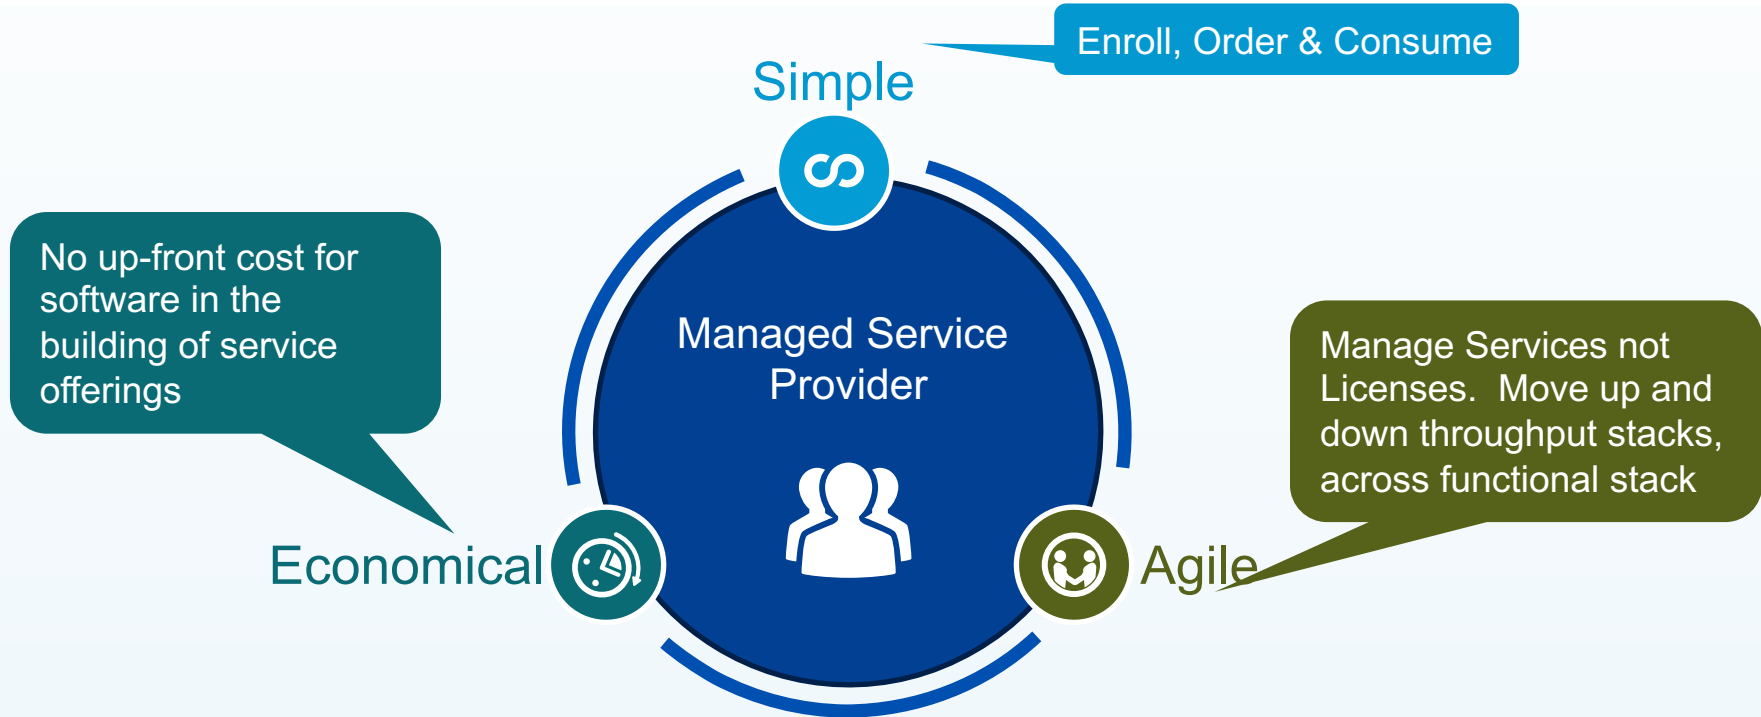 Enroll, Order & Consume
Simple
No up-front cost for
software in the
building of service
offerings
Managed Service
Provider
Manage Services not
Licenses.  Move up and
down throughput stacks,
across functional stack
Economical
Agile